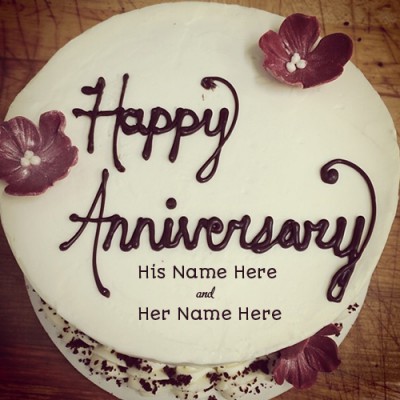 Happy
Anniversary
His Name Here
and
Her Name Here